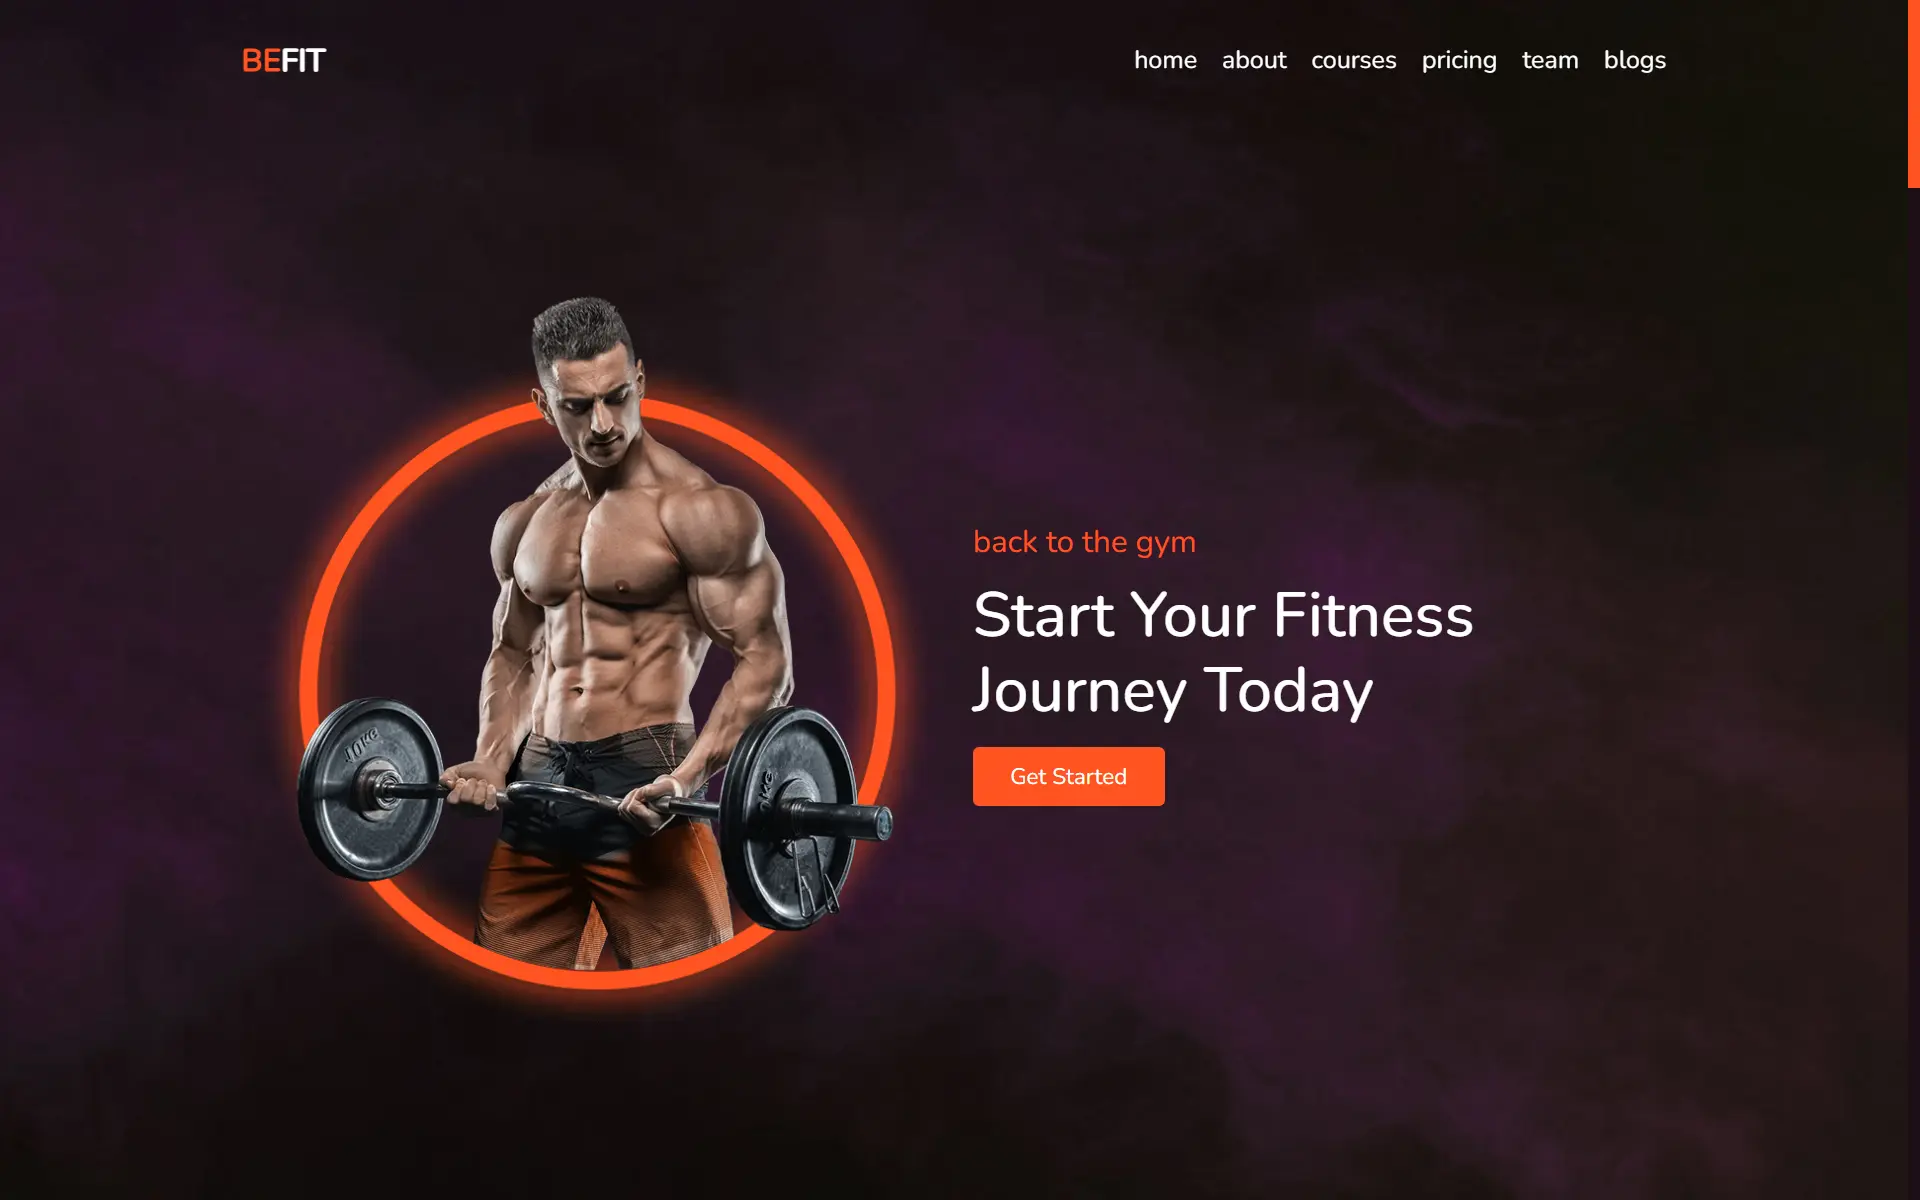 BEFIT
home about courses pricing team blogs
back to the gym
Start Your Fitness
Journey Today
10KG
Get Started